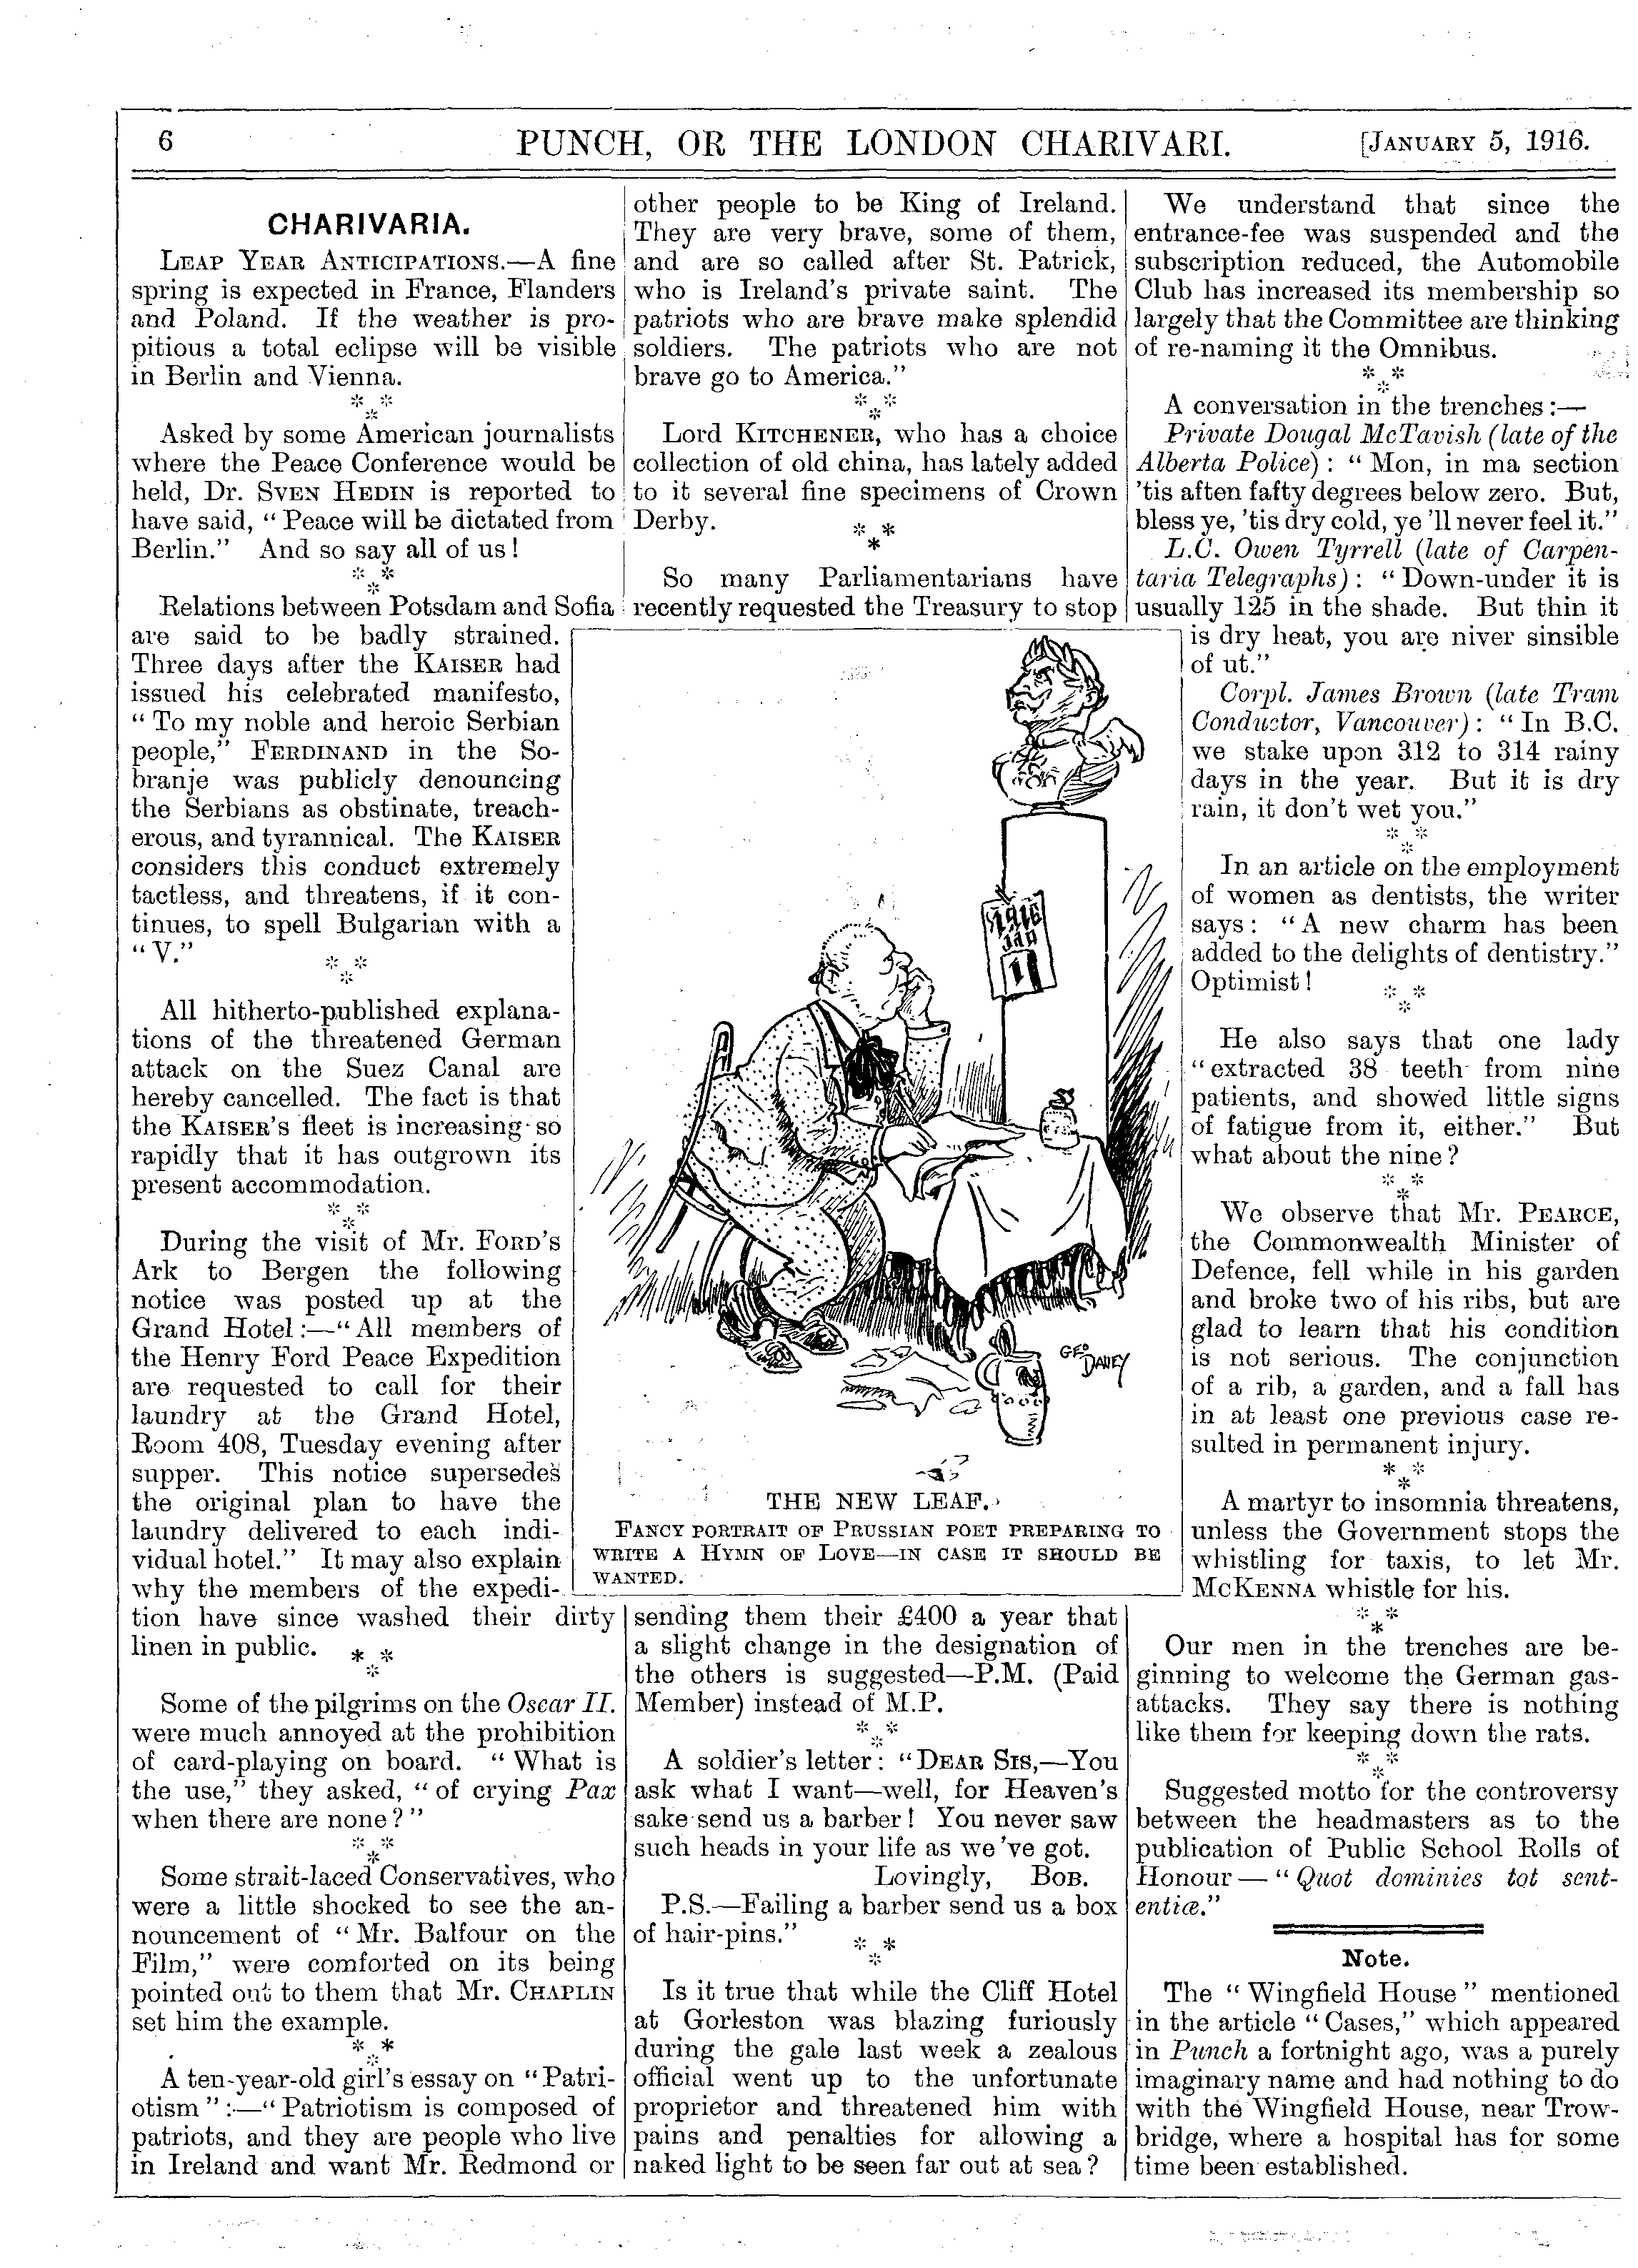 6
PUNCH, OR THE LONDON CHARIVARI.
[JANUARY 5, 1916.
CHARIVARIA.
LEAP YEAR ANTICIPATIONS.—A fine
spring is expected in France, Flanders
and Poland. If the weather is pro-
pitious a total eclipse will be visible
in Berlin and Vienna.
* *
*
Asked by some American journalists
where the Peace Conference would be
held, Dr. SVEN HEDIN is reported to
have said, "Peace will be dictated from
Berlin." And so say all of us!
* *
*
Relations between Potsdam and Sofia
are said to be badly strained.
Three days after the KAISER had
issued his celebrated manifesto,
"To my noble and heroic Serbian
people," FERDINAND in the So-
branje was publicly denouncing
the Serbians as obstinate, treach-
erous, and tyrannical. The KAISER
considers this conduct extremely
tactless, and threatens, if it con-
tinues, to spell Bulgarian with a
"V."
* *
*
All hitherto-published explana-
tions of the threatened German
attack on the Suez Canal are
hereby cancelled. The fact is that
the KAISER'S fleet is increasing so
rapidly that it has outgrown its
present accommodation.
* *
*
During the visit of Mr. FORD'S
Ark to Bergen the following
notice was posted up at the
Grand Hotel:—"All members of
the Henry Ford Peace Expedition
are requested to call for their
laundry at the Grand Hotel,
Room 408, Tuesday evening after
supper. This notice supersedes
the original plan to have the
laundry delivered to each indi-
vidual hotel." It may also explain
why the members of the expedi-
tion have since washed their dirty
linen in public.
* *
*
Some of the pilgrims on the Oscar II.
were much annoyed at the prohibition
of card-playing on board. "What is
the use," they asked, "of crying Pax
when there are none?"
* *
*
Some strait-laced Conservatives, who
were a little shocked to see the an-
nouncement of "Mr. Balfour on the
Film," were comforted on its being
pointed out to them that Mr. CHAPLIN
set him the example.
* *
*
A ten-year-old girl's essay on "Patri-
otism":—"Patriotism is composed of
patriots, and they are people who live
in Ireland and want Mr. Redmond or
other people to be King of Ireland.
They are very brave, some of them,
and are so called after St. Patrick,
who is Ireland's private saint. The
patriots who are brave make splendid
soldiers. The patriots who are not
brave go to America."
* *
*
Lord KITCHENER, who has a choice
collection of old china, has lately added
to it several fine specimens of Crown
Derby.
* *
*
So many Parliamentarians have
recently requested the Treasury to stop
1916
JAN
1
GEO DAVEY
THE NEW LEAF.
FANCY PORTRAIT OF PRUSSIAN POET PREPARING TO
WRITE A HYMN OF LOVE—IN CASE IT SHOULD BE
WANTED.
sending them their £400 a year that
a slight change in the designation of
the others is suggested—P.M. (Paid
Member) instead of M.P.
* *
*
A soldier's letter: "DEAR SIS,—You
ask what I want—well, for Heaven's
sake send us a barber! You never saw
such heads in your life as we've got.
Lovingly, BOB.
P.S.—Failing a barber send us a box
of hair-pins."
* *
*
Is it true that while the Cliff Hotel
at Gorleston was blazing furiously
during the gale last week a zealous
official went up to the unfortunate
proprietor and threatened him with
pains and penalties for allowing a
naked light to be seen far out at sea?
We understand that since the
entrance-fee was suspended and the
subscription reduced, the Automobile
Club has increased its membership so
largely that the Committee are thinking
of re-naming it the Omnibus.
* *
*
A conversation in the trenches:—
Private Dougal McTavish (late of the
Alberta Police): "Mon, in ma section
'tis aften fafty degrees below zero. But,
bless ye, 'tis dry cold, ye'll never feel it."
L.C. Owen Tyrrell (late of Carpen-
taria Telegraphs): "Down-under it is
usually 125 in the shade. But thin it
is dry heat, you are niver sinsible
of ut."
Corpl. James Brown (late Tram
Conductor, Vancouver): "In B.C.
we stake upon 312 to 314 rainy
days in the year. But it is dry
rain, it don't wet you."
* *
*
In an article on the employment
of women as dentists, the writer
says: "A new charm has been
added to the delights of dentistry."
Optimist!
* *
*
He also says that one lady
"extracted 38 teeth from nine
patients, and showed little signs
of fatigue from it, either." But
what about the nine?
* *
*
We observe that Mr. PEARCE,
the Commonwealth Minister of
Defence, fell while in his garden
and broke two of his ribs, but are
glad to learn that his condition
is not serious. The conjunction
of a rib, a garden, and a fall has
in at least one previous case re-
sulted in permanent injury.
* *
*
A martyr to insomnia threatens,
unless the Government stops the
whistling for taxis, to let Mr.
MCKENNA whistle for his.
* *
*
Our men in the trenches are be-
ginning to welcome the German gas-
attacks. They say there is nothing
like them for keeping down the rats.
* *
*
Suggested motto for the controversy
between the headmasters as to the
publication of Public School Rolls of
Honour—"Quot dominies tot sent-
entiæ."
Note.
The "Wingfield House" mentioned
in the article "Cases," which appeared
in Punch a fortnight ago, was a purely
imaginary name and had nothing to do
with the Wingfield House, near Trow-
bridge, where a hospital has for some
time been established.